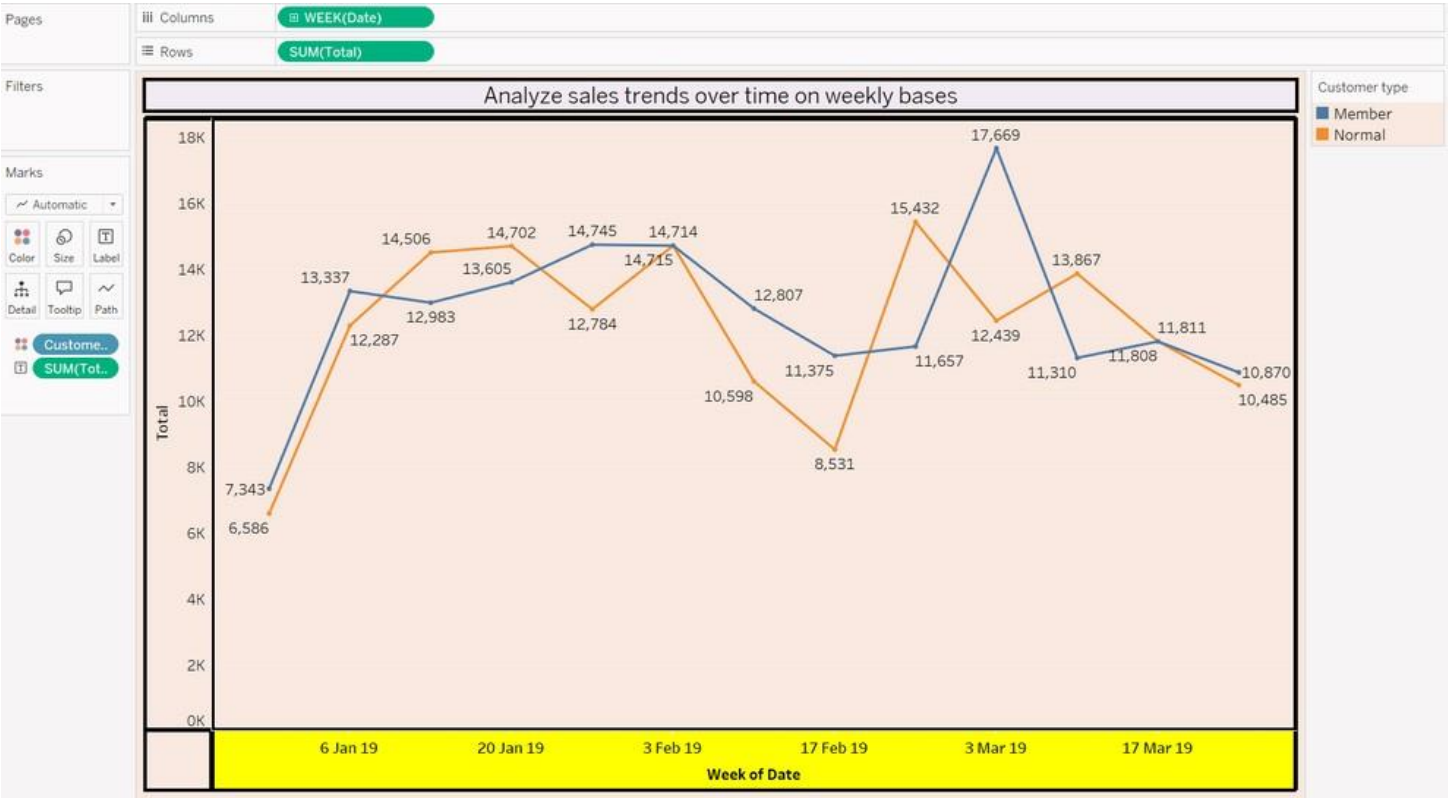 Pages
Columns
WEEK(Date)
Rows
SUM(Total)
Filters
Marks
Automatic
Color Size Label
Detail Tooltip Path
Custome..
SUM(Tot..
Analyze sales trends over time on weekly bases
Total
18K
16K
14K
12K
10K
8K
6K
4K
2K
0K
7,343
6,586
13,337
12,287
14,506
12,983
14,702
13,605
14,745
12,784
14,714
14,715
12,807
10,598
11,375
8,531
15,432
11,657
17,669
12,439
13,867
11,310
11,811
11,808
10,870
10,485
6 Jan 19 20 Jan 19 3 Feb 19 17 Feb 19 3 Mar 19 17 Mar 19
Week of Date
Customer type
Member
Normal